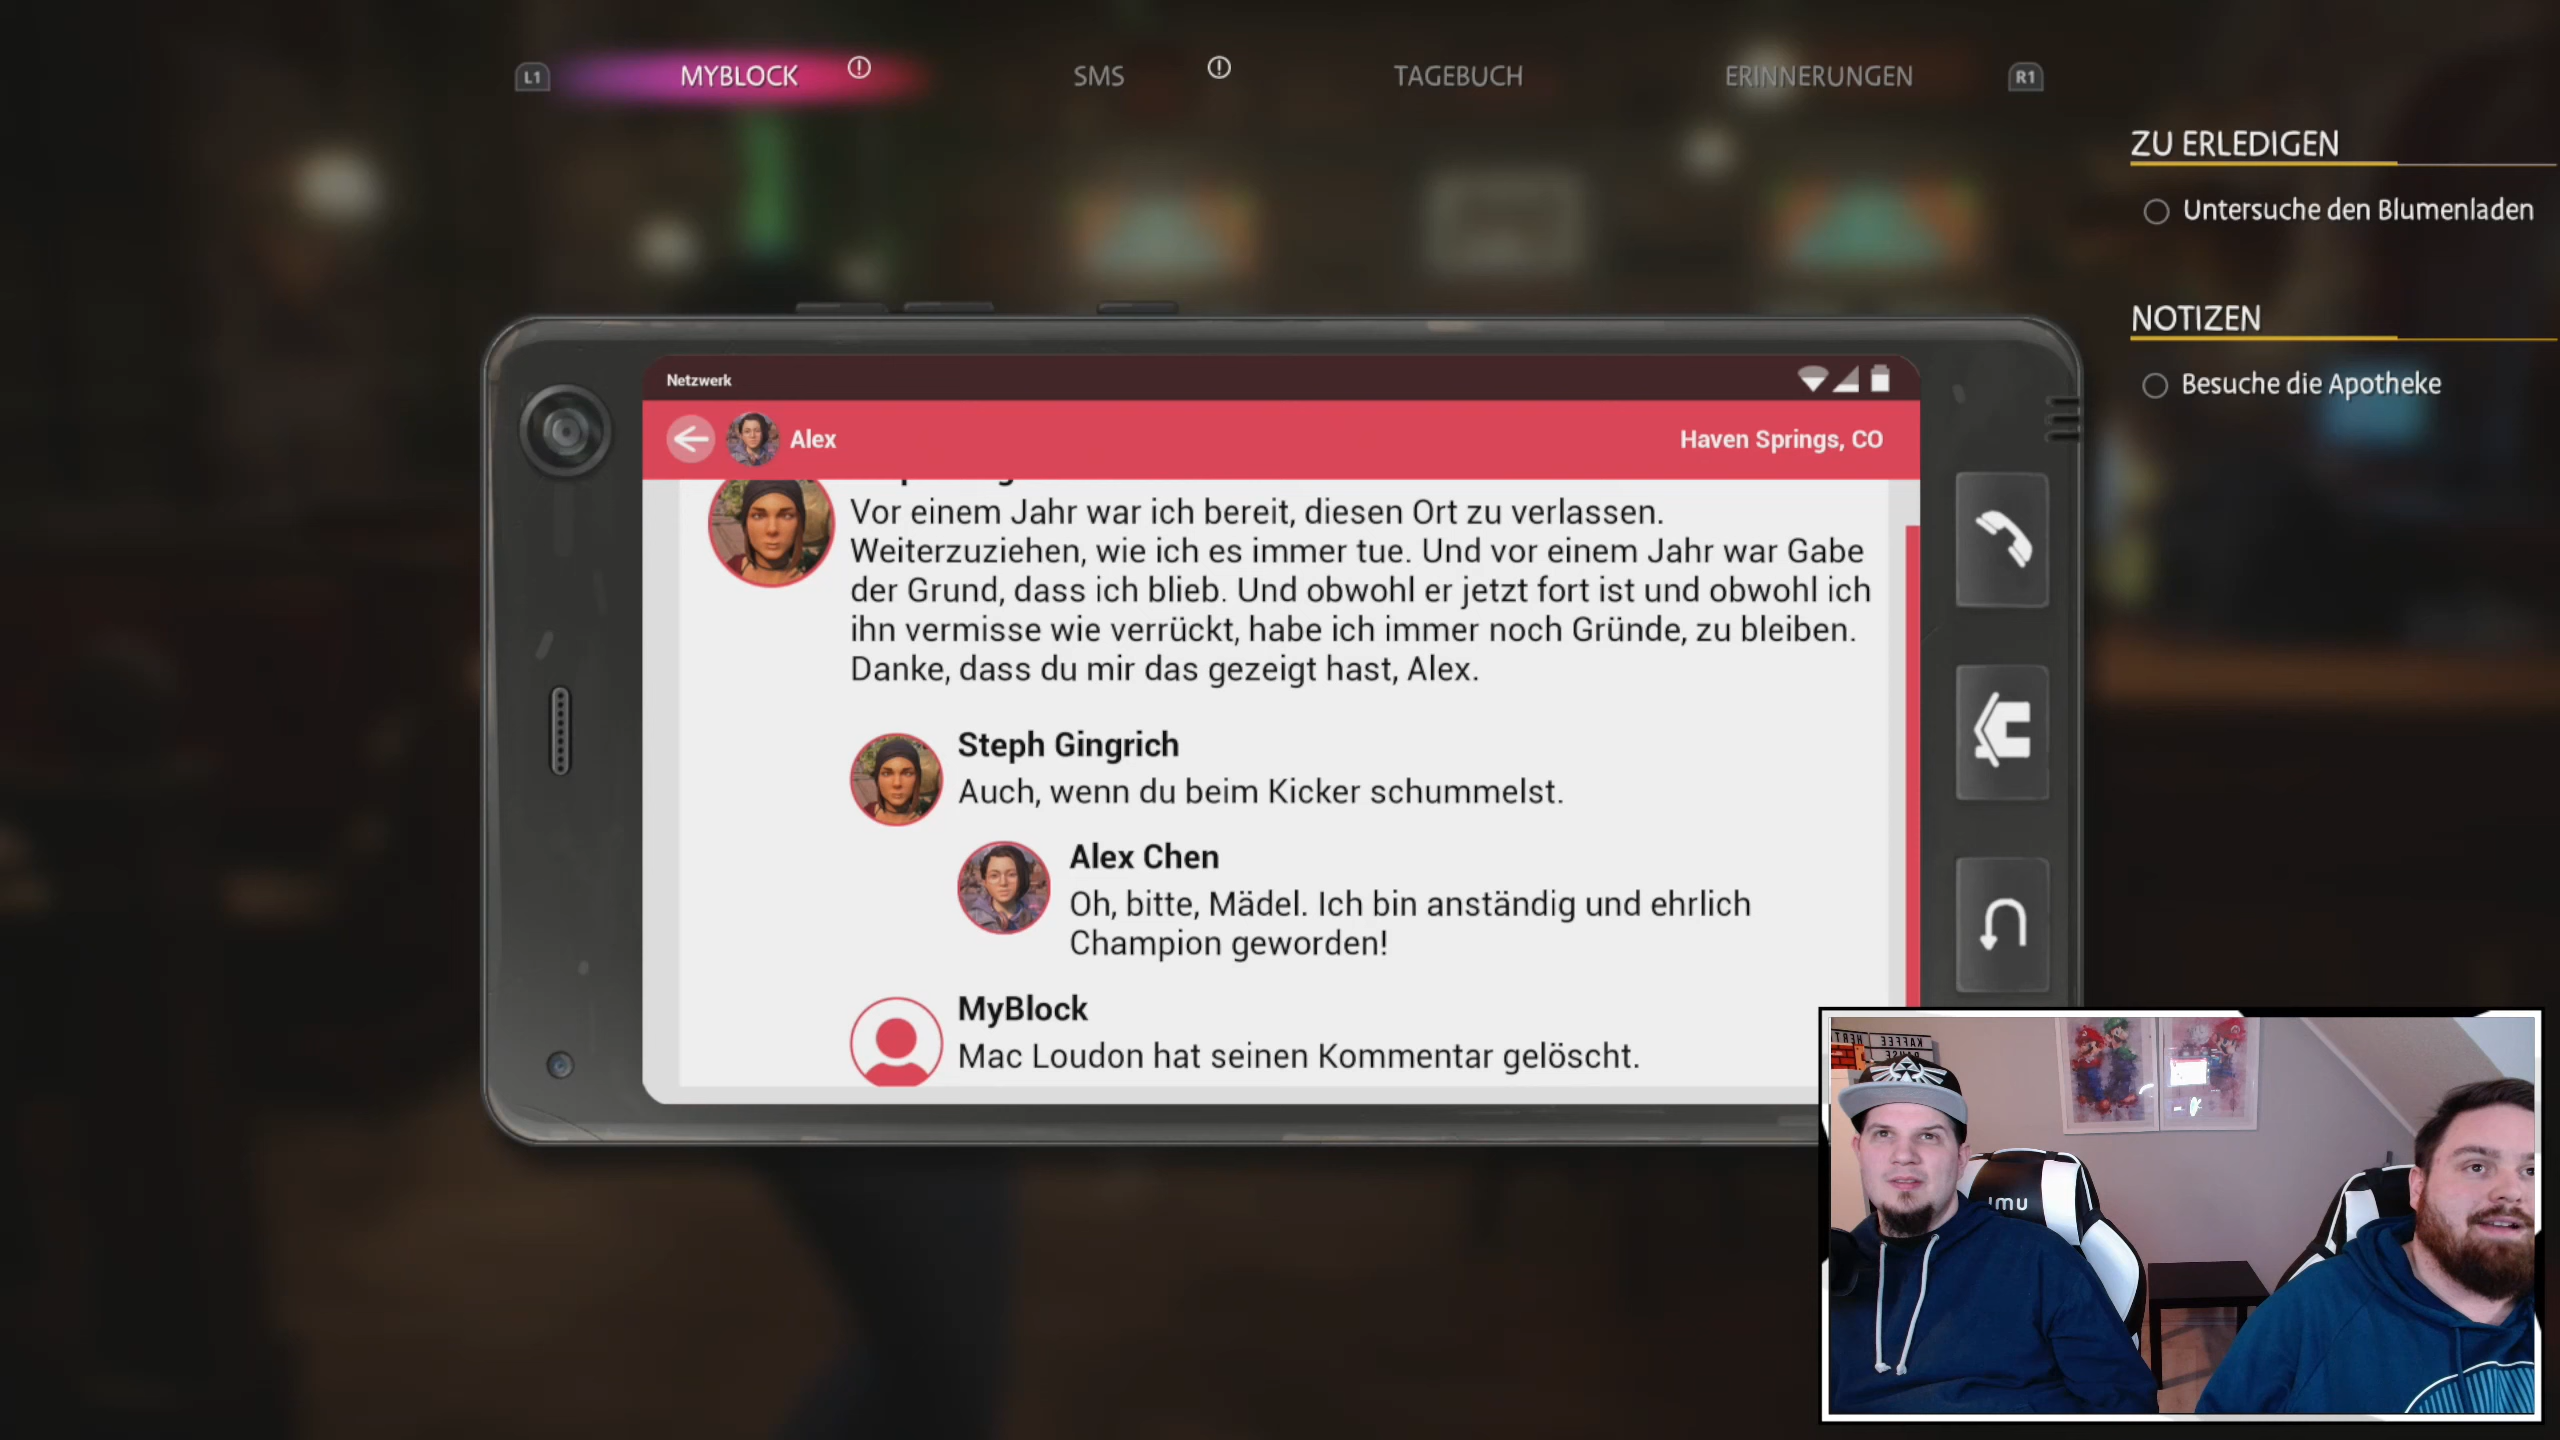 L1
MYBLOCK
SMS
TAGEBUCH
ERINNERUNGEN
R1
ZU ERLEDIGEN
Untersuche den Blumenladen
NOTIZEN
Besuche die Apotheke
Netzwerk
Alex
Haven Springs, CO
Vor einem Jahr war ich bereit, diesen Ort zu verlassen.
Weiterzuziehen, wie ich es immer tue. Und vor einem Jahr war Gabe
der Grund, dass ich blieb. Und obwohl er jetzt fort ist und obwohl ich
ihn vermisse wie verrückt, habe ich immer noch Gründe, zu bleiben.
Danke, dass du mir das gezeigt hast, Alex.
Steph Gingrich
Auch, wenn du beim Kicker schummelst.
Alex Chen
Oh, bitte, Mädel. Ich bin anständig und ehrlich
Champion geworden!
MyBlock
Mac Loudon hat seinen Kommentar gelöscht.
KAFFEE